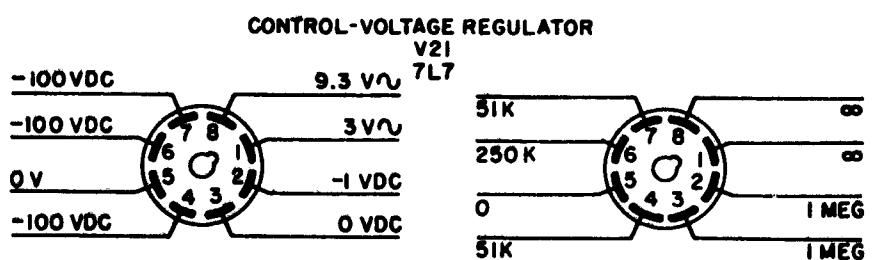 CONTROL-VOLTAGE REGULATOR
V21
7L7
-100 VDC 9.3 V∿ 51K ∞
-100 VDC 3 V∿ 250 K ∞
0 V -1 VDC 0 1 MEG
-100 VDC 0 VDC 51K 1 MEG
7 8
6 1
5 2
4 3
7 8
6 1
5 2
4 3